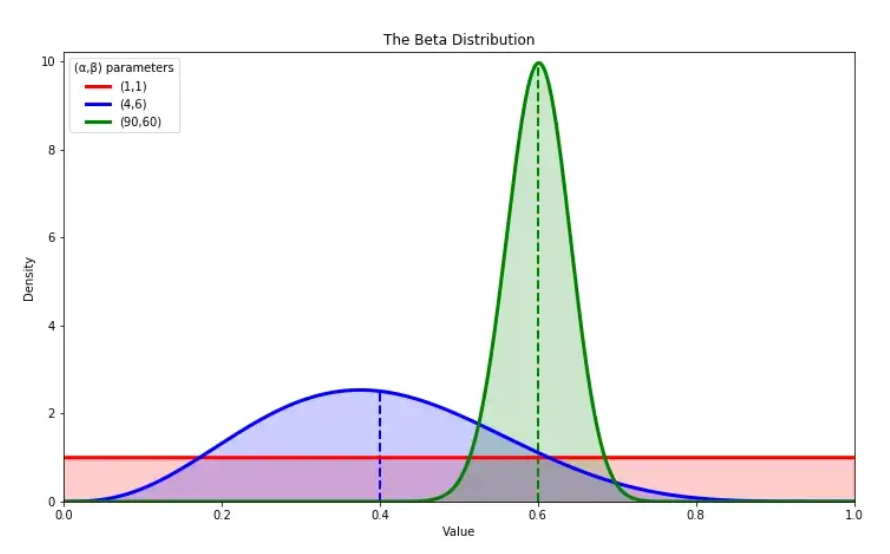 The Beta Distribution
(α,β) parameters
(1,1)
(4,6)
(90,60)
10
8
6
4
2
0
Density
0.0 0.2 0.4 0.6 0.8 1.0
Value